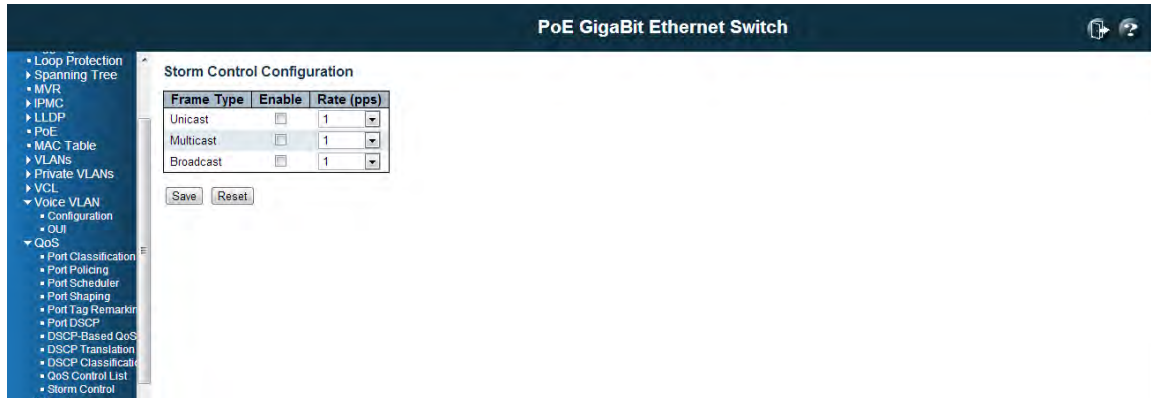 PoE GigaBit Ethernet Switch
Loop Protection
Spanning Tree
MVR
IPMC
LLDP
PoE
MAC Table
VLANs
Private VLANs
VCL
Voice VLAN
Configuration
OUI
QoS
Port Classification
Port Policing
Port Scheduler
Port Shaping
Port Tag Remarkin
Port DSCP
DSCP-Based QoS
DSCP Translation
DSCP Classificatio
QoS Control List
Storm Control
Storm Control Configuration
Frame Type Enable Rate (pps)
Unicast 1
Multicast 1
Broadcast 1
Save Reset